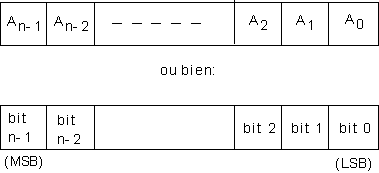 An-1 An-2 – – – – – A2 A1 A0
ou bien:
bit n-1 bit n-2 bit 2 bit 1 bit 0
(MSB) (LSB)